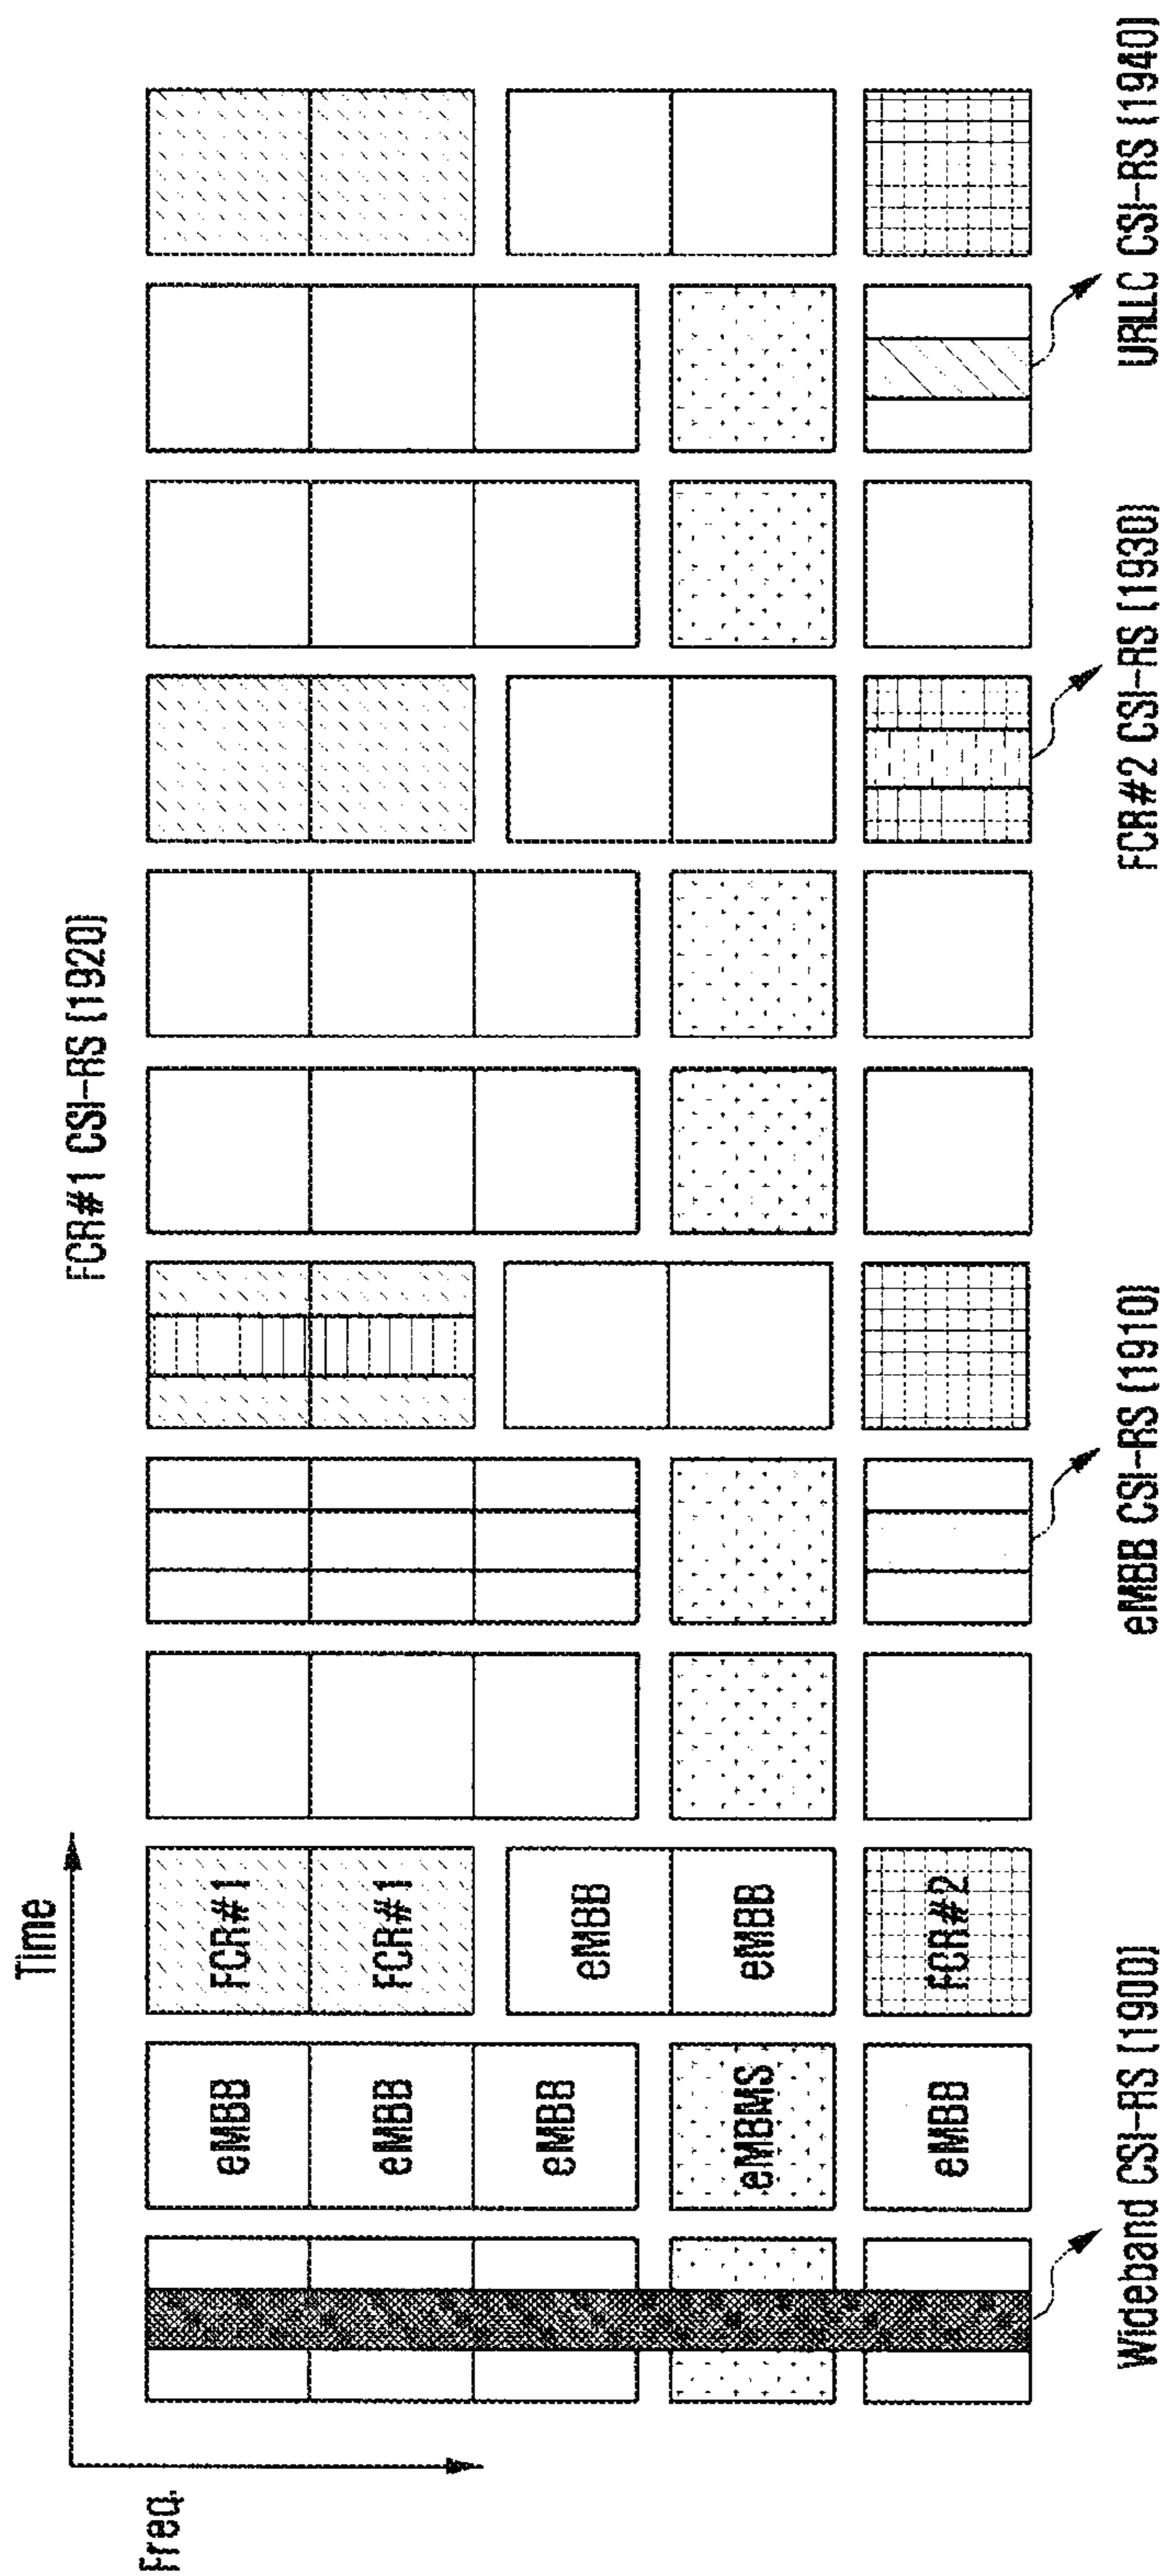 Time
Freq.
FCR#1 CSI-RS (1920)
eMBB
eMBB
eMBB
eMBMS
eMBB
FCR#1
FCR#1
eMBB
eMBB
FCR#2
Wideband CSI-RS (1900)
eMBB CSI-RS (1910)
FCR#2 CSI-RS (1930)
URLLC CSI-RS (1940)